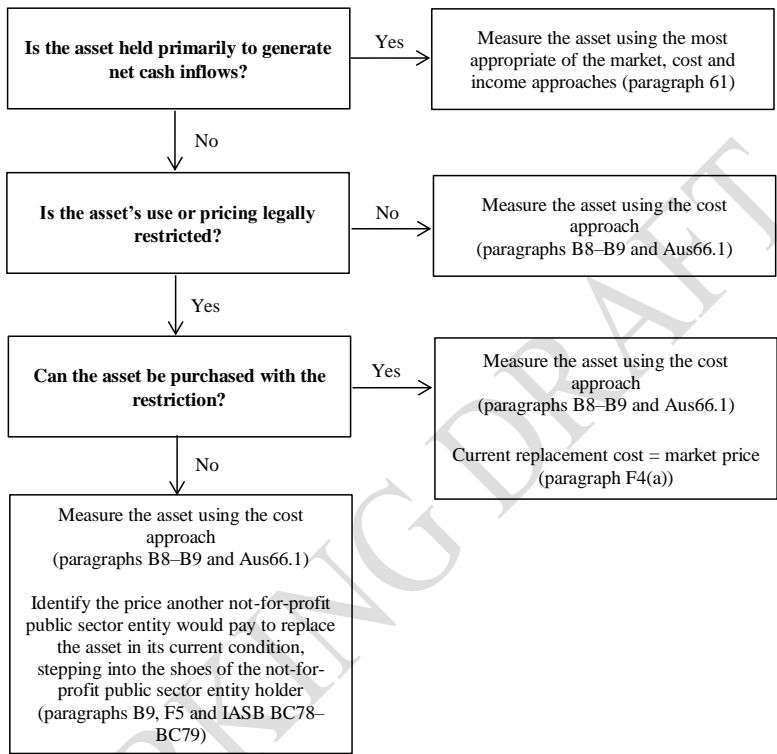 Is the asset held primarily to generate
net cash inflows?
Yes
Measure the asset using the most
appropriate of the market, cost and
income approaches (paragraph 61)
No
Is the asset's use or pricing legally
restricted?
No
Measure the asset using the cost
approach
(paragraphs B8–B9 and Aus66.1)
Yes
Can the asset be purchased with the
restriction?
Yes
Measure the asset using the cost
approach
(paragraphs B8–B9 and Aus66.1)
Current replacement cost = market price
(paragraph F4(a))
No
Measure the asset using the cost
approach
(paragraphs B8–B9 and Aus66.1)
Identify the price another not-for-profit
public sector entity would pay to replace
the asset in its current condition,
stepping into the shoes of the not-for-
profit public sector entity holder
(paragraphs B9, F5 and IASB BC78–
BC79)
RKING DRAFT